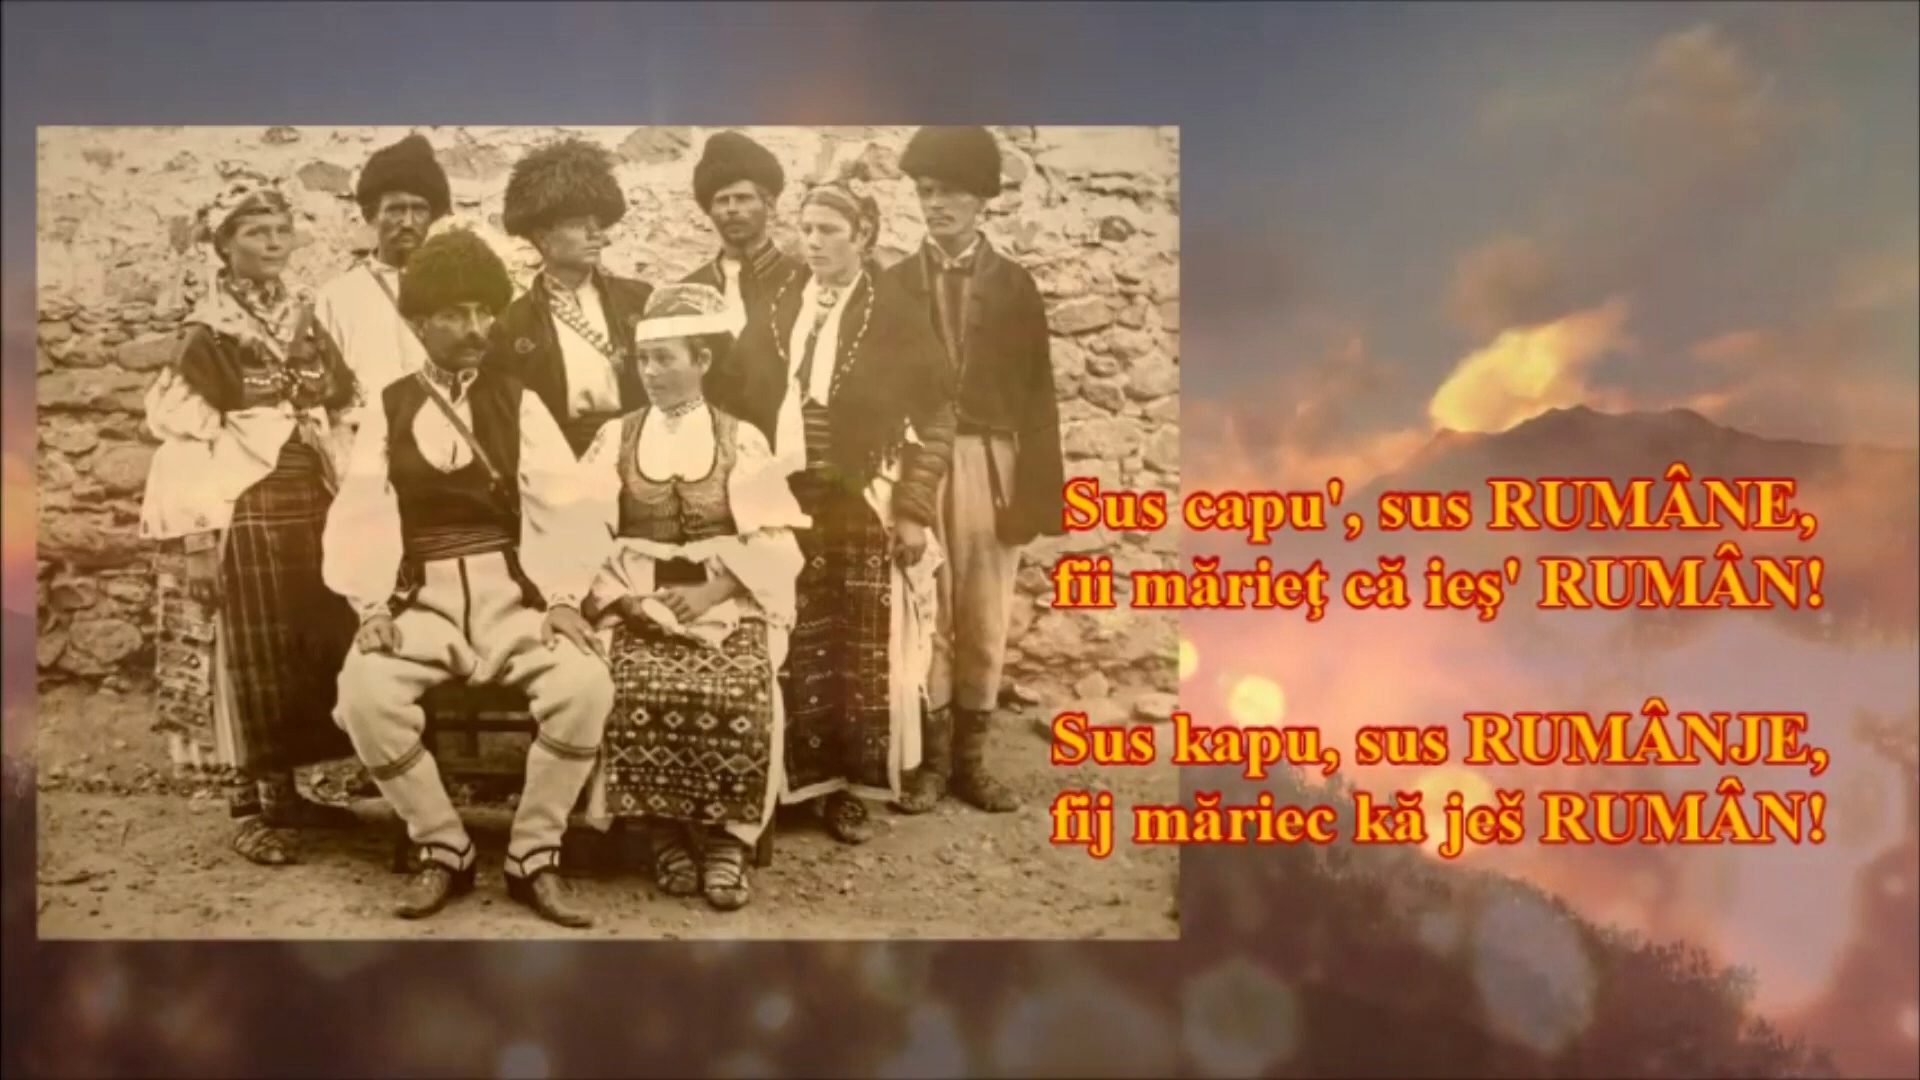 Sus capu', sus RUMÂNE,
fii mărieţ că ieş' RUMÂN!
Sus kapu, sus RUMÂNJE,
fij măriec kă ješ RUMÂN!